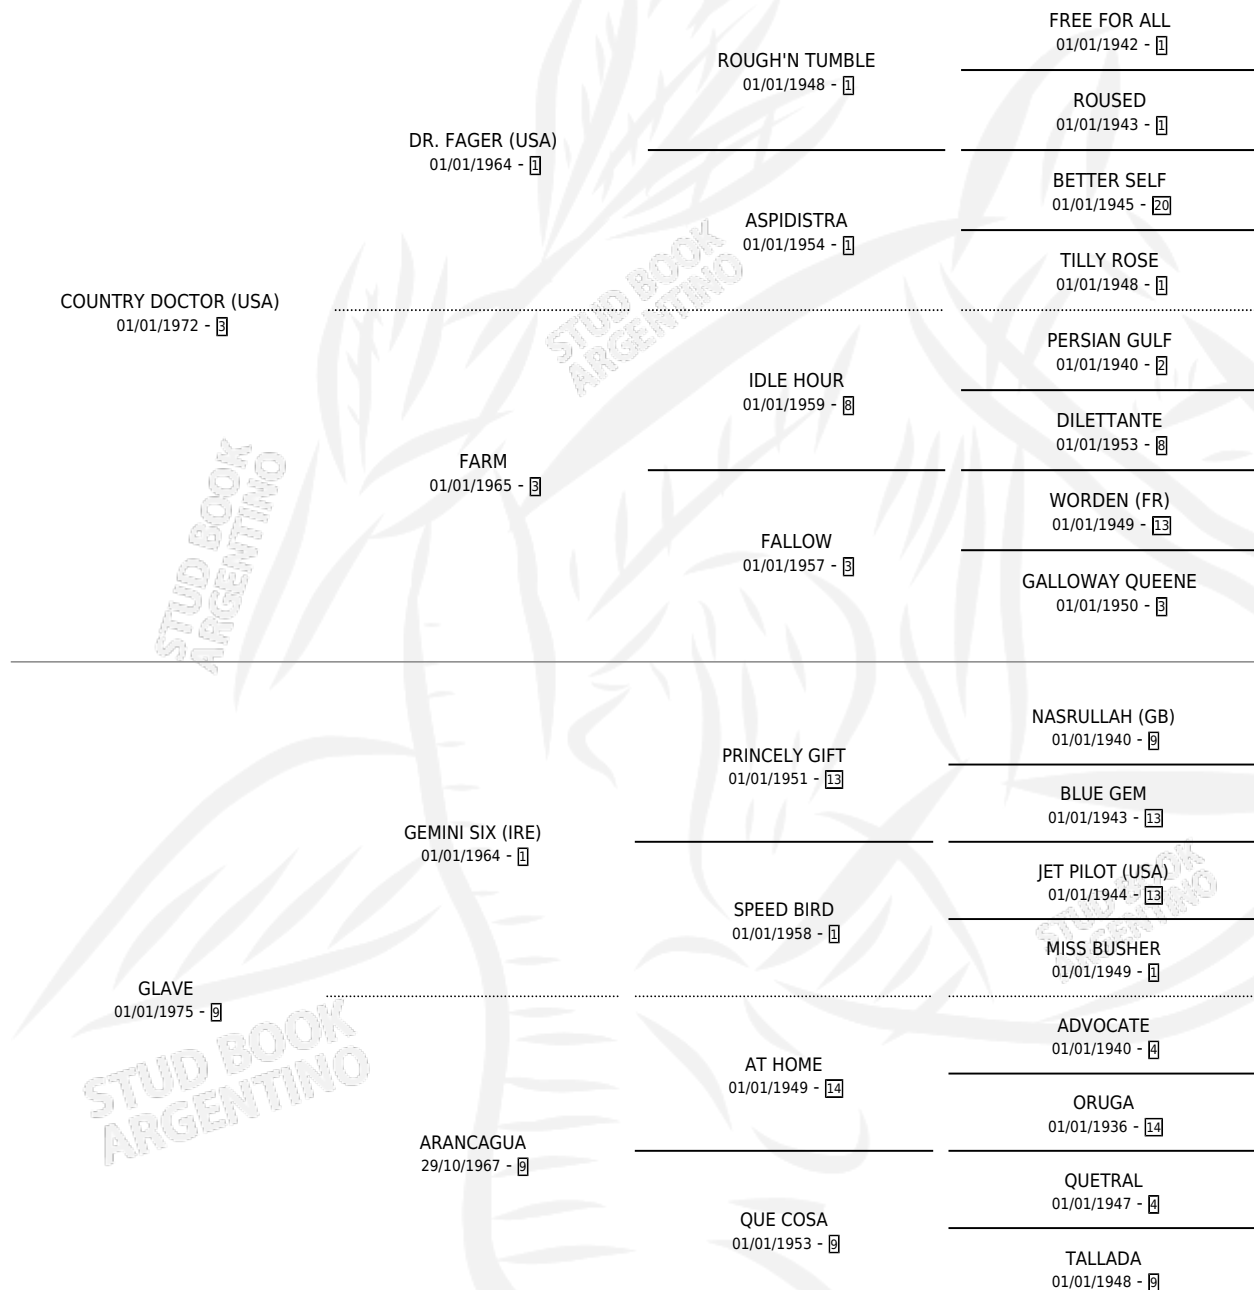 FREE FOR ALL
01/01/1942 - 1
ROUGH'N TUMBLE
01/01/1948 - 1
ROUSED
01/01/1943 - 1
DR. FAGER (USA)
01/01/1964 - 1
BETTER SELF
01/01/1945 - 20
ASPIDISTRA
01/01/1954 - 1
TILLY ROSE
01/01/1948 - 1
COUNTRY DOCTOR (USA)
01/01/1972 - 3
PERSIAN GULF
01/01/1940 - 2
IDLE HOUR
01/01/1959 - 8
DILETTANTE
01/01/1953 - 8
FARM
01/01/1965 - 3
WORDEN (FR)
01/01/1949 - 13
FALLOW
01/01/1957 - 3
GALLOWAY QUEENE
01/01/1950 - 3
NASRULLAH (GB)
01/01/1940 - 9
PRINCELY GIFT
01/01/1951 - 13
BLUE GEM
01/01/1943 - 13
GEMINI SIX (IRE)
01/01/1964 - 1
JET PILOT (USA)
01/01/1944 - 13
SPEED BIRD
01/01/1958 - 1
MISS BUSHER
01/01/1949 - 1
GLAVE
01/01/1975 - 9
ADVOCATE
01/01/1940 - 4
AT HOME
01/01/1949 - 14
ORUGA
01/01/1936 - 14
ARANCAGUA
29/10/1967 - 9
QUETRAL
01/01/1947 - 4
QUE COSA
01/01/1953 - 9
TALLADA
01/01/1948 - 9
STUD BOOK
ARGENTINO
STUD BOOK
ARGENTINO
STUD BOOK
ARGENTINO
STUD BOOK
ARGENTINO